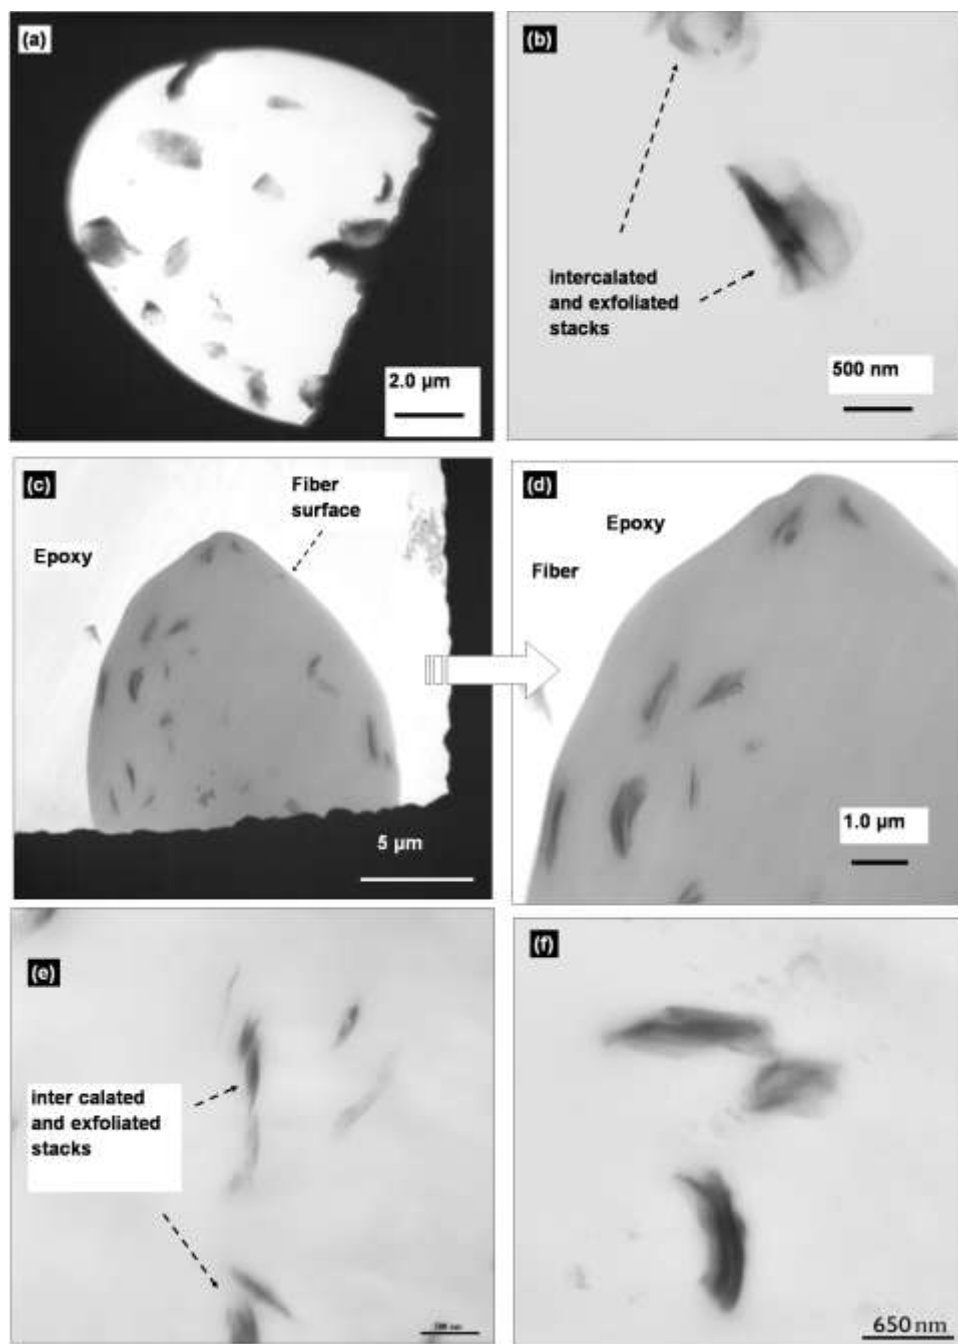 (a)
2.0 µm
(b)
intercalated
and exfoliated
stacks
500 nm
(c)
Fiber
surface
Epoxy
5 µm
(d)
Epoxy
Fiber
1.0 µm
(e)
inter calated
and exfoliated
stacks
nm
(f)
650 nm